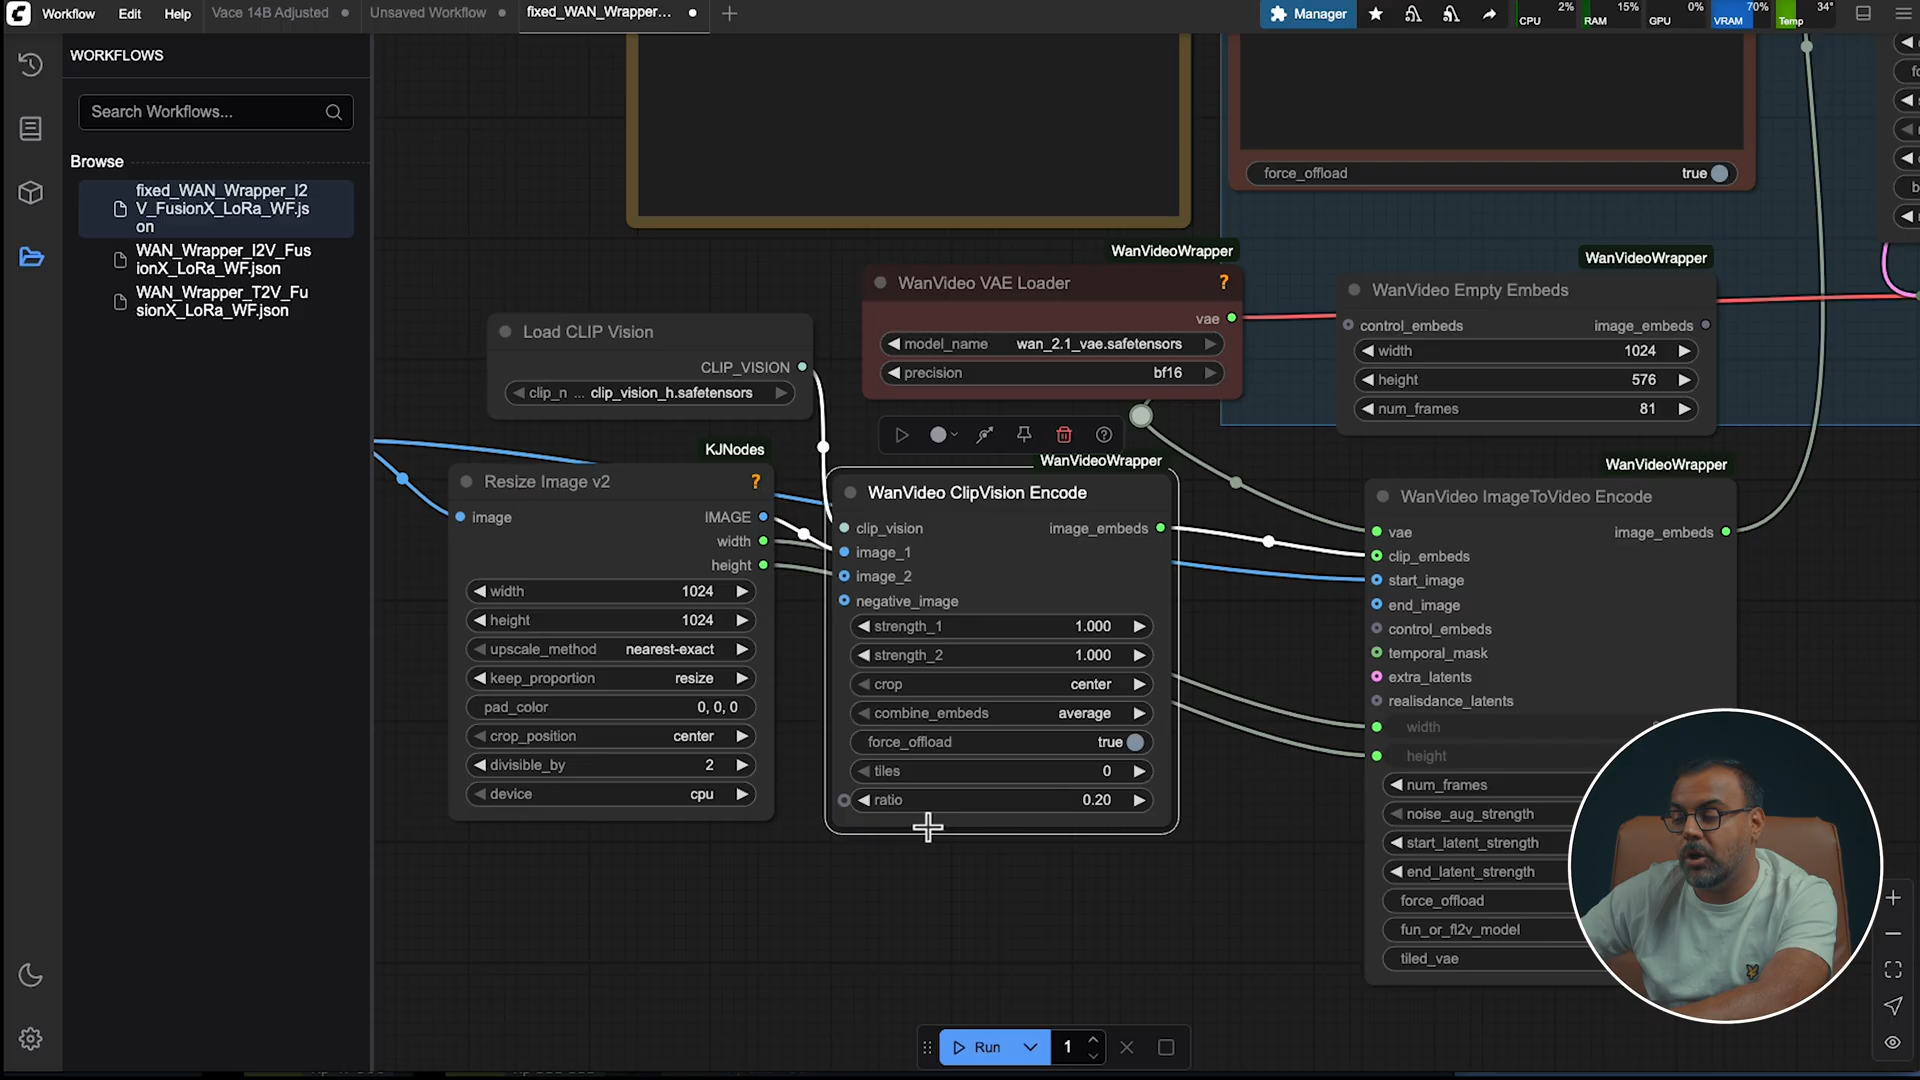 Workflow
Edit
Help
Vace 14B Adjusted
Unsaved Workflow
fixed_WAN_Wrapper...
Manager
CPU
2%
RAM
15%
GPU
0%
VRAM
70%
Temp
34°
WORKFLOWS
Search Workflows...
Browse
fixed_WAN_Wrapper_I2
V_FusionX_LoRa_WF.js
on
WAN_Wrapper_I2V_Fus
ionX_LoRa_WF.json
WAN_Wrapper_T2V_Fu
sionX_LoRa_WF.json
force_offload
true
WanVideoWrapper
WanVideo VAE Loader
?
vae
model_name
wan_2.1_vae.safetensors
precision
bf16
WanVideoWrapper
WanVideo Empty Embeds
control_embeds
image_embeds
width
1024
height
576
num_frames
81
Load CLIP Vision
CLIP_VISION
clip_n ...
clip_vision_h.safetensors
KJNodes
Resize Image v2
?
image
IMAGE
width
height
width
1024
height
1024
upscale_method
nearest-exact
keep_proportion
resize
pad_color
0, 0, 0
crop_position
center
divisible_by
2
device
cpu
WanVideoWrapper
WanVideo ClipVision Encode
clip_vision
image_embeds
image_1
image_2
negative_image
strength_1
1.000
strength_2
1.000
crop
center
combine_embeds
average
force_offload
true
tiles
0
ratio
0.20
WanVideoWrapper
WanVideo ImageToVideo Encode
vae
image_embeds
clip_embeds
start_image
end_image
control_embeds
temporal_mask
extra_latents
realisdance_latents
width
height
num_frames
noise_aug_strength
start_latent_strength
end_latent_strength
force_offload
fun_or_fl2v_model
tiled_vae
Run
1